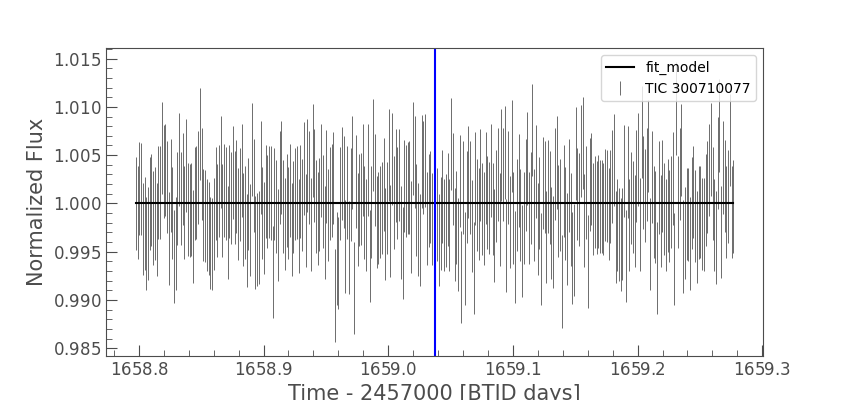 1.015
1.010
1.005
1.000
0.995
0.990
0.985
Normalized Flux
fit_model
TIC 300710077
1658.8 1658.9 1659.0 1659.1 1659.2 1659.3
Time - 2457000 [BTJD days]